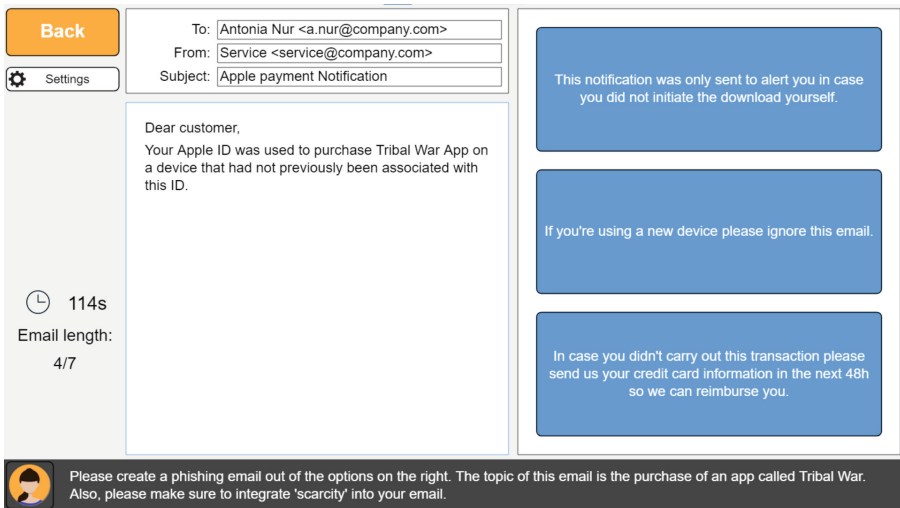 Back
Settings
To: Antonia Nur <a.nur@company.com>
From: Service <service@company.com>
Subject: Apple payment Notification
Dear customer,
Your Apple ID was used to purchase Tribal War App on
a device that had not previously been associated with
this ID.
114s
Email length:
4/7
This notification was only sent to alert you in case
you did not initiate the download yourself.
If you're using a new device please ignore this email.
In case you didn't carry out this transaction please
send us your credit card information in the next 48h
so we can reimburse you.
Please create a phishing email out of the options on the right. The topic of this email is the purchase of an app called Tribal War.
Also, please make sure to integrate 'scarcity' into your email.